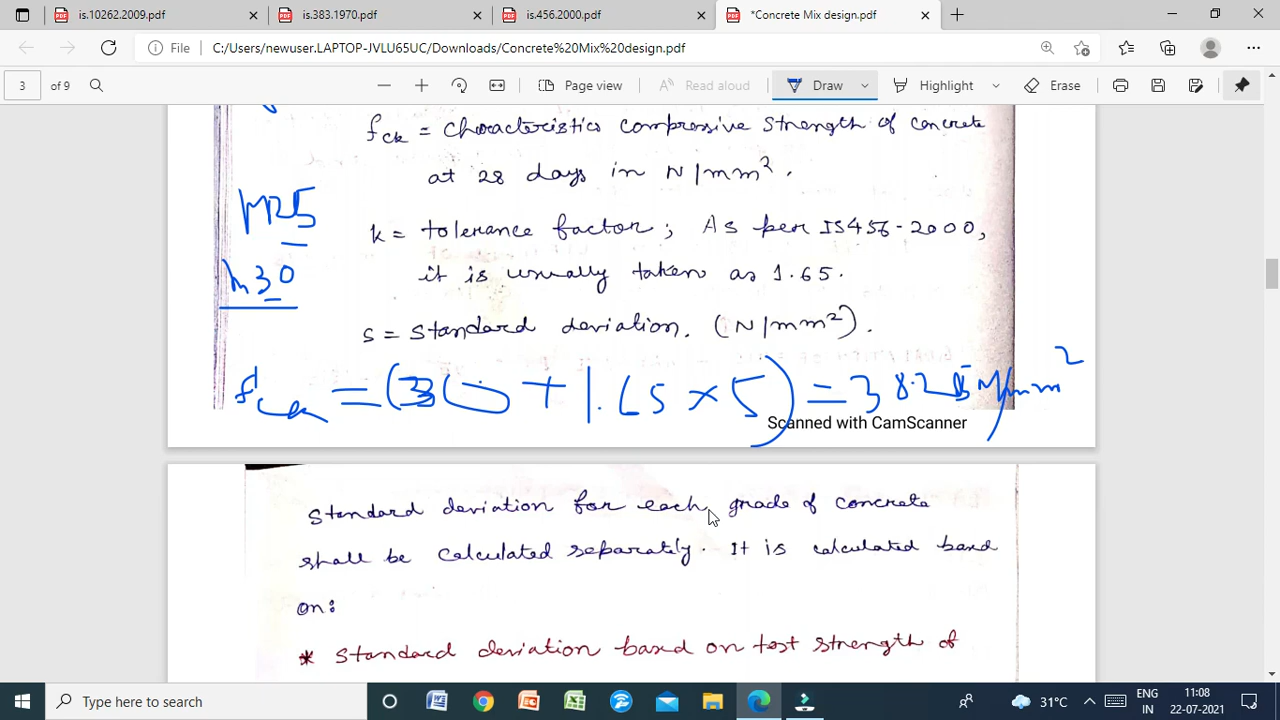 is.10262.2009.pdf
is.383.1970.pdf
is.456.2000.pdf
*Concrete Mix design.pdf
File C:/Users/newuser.LAPTOP-JVLU65UC/Downloads/Concrete%20Mix%20design.pdf
3 of 9
Page view
Read aloud
Draw
Highlight
Erase
fck = characteristics compressive strength of concrete
at 28 days in N/mm².
M25
k = tolerance factor; As per IS456-2000,
M30
it is usually taken as 1.65.
s = standard deviation. (N/mm²).
f'ck = (30 + 1.65 × 5) = 38.25 N/mm²
Scanned with CamScanner
standard deviation for each grade of concrete
shall be calculated separately. It is calculated based
on:
* standard deviation based on test strength of
Type here to search
31°C
ENG
IN
11:08
22-07-2021